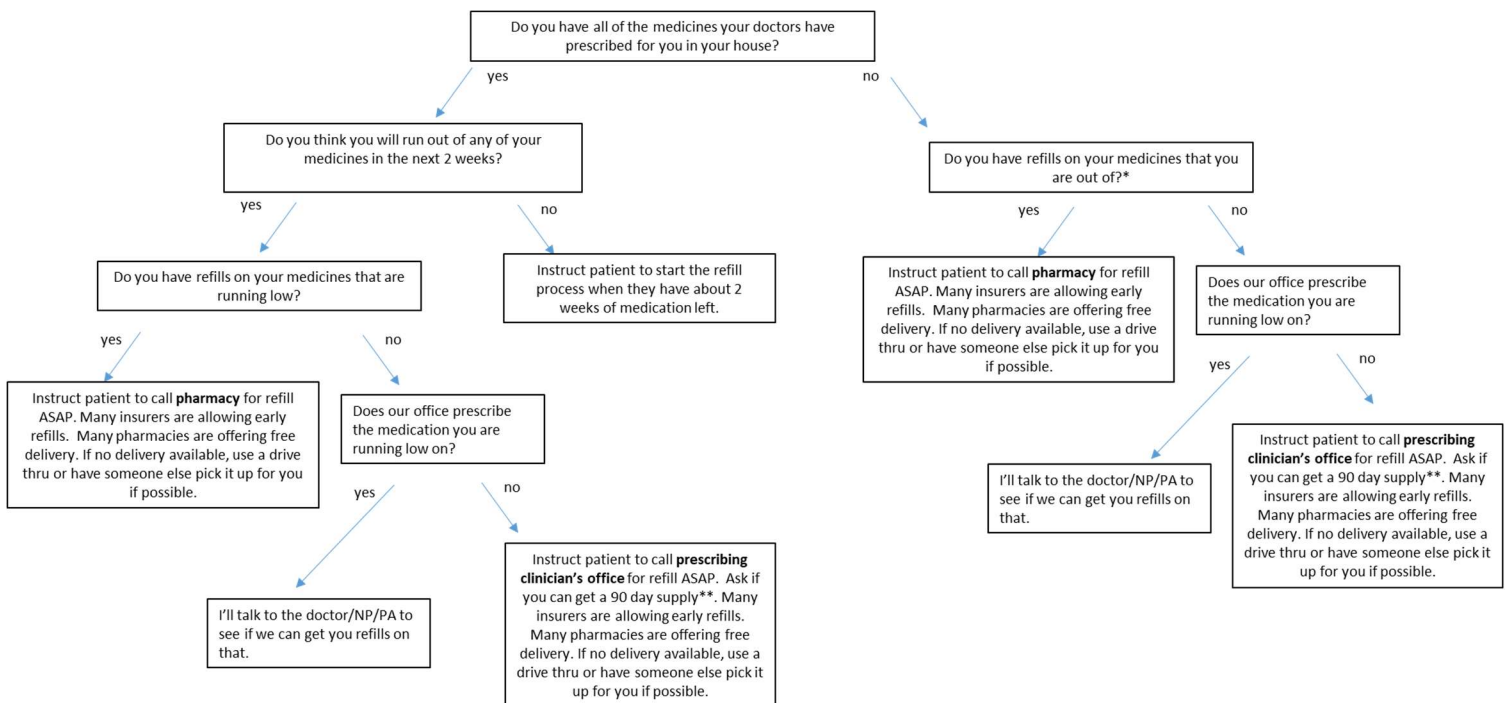 Do you have all of the medicines your doctors have
prescribed for you in your house?
yes
no
Do you think you will run out of any of your
medicines in the next 2 weeks?
Do you have refills on your medicines that you
are out of?*
yes
no
yes
no
Do you have refills on your medicines that are
running low?
Instruct patient to start the refill
process when they have about 2
weeks of medication left.
Instruct patient to call pharmacy for refill
ASAP. Many insurers are allowing early
refills. Many pharmacies are offering free
delivery. If no delivery available, use a drive
thru or have someone else pick it up for you
if possible.
Does our office prescribe
the medication you are
running low on?
yes
no
yes
no
Instruct patient to call pharmacy for refill
ASAP. Many insurers are allowing early
refills. Many pharmacies are offering free
delivery. If no delivery available, use a drive
thru or have someone else pick it up for you
if possible.
Does our office prescribe
the medication you are
running low on?
I'll talk to the doctor/NP/PA to
see if we can get you refills on
that.
Instruct patient to call prescribing
clinician's office for refill ASAP. Ask if
you can get a 90 day supply**. Many
insurers are allowing early refills.
Many pharmacies are offering free
delivery. If no delivery available, use a
drive thru or have someone else pick it
up for you if possible.
yes
no
I'll talk to the doctor/NP/PA to
see if we can get you refills on
that.
Instruct patient to call prescribing
clinician's office for refill ASAP. Ask if
you can get a 90 day supply**. Many
insurers are allowing early refills.
Many pharmacies are offering free
delivery. If no delivery available, use a
drive thru or have someone else pick it
up for you if possible.